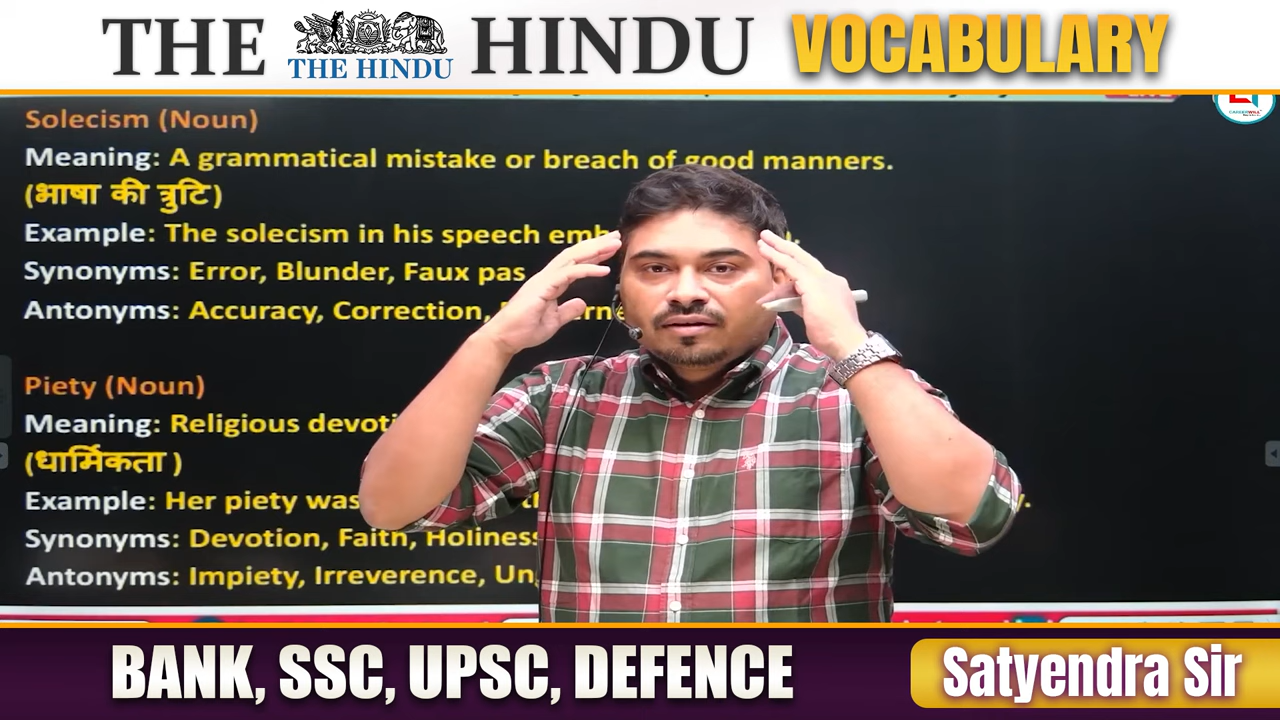 THE THE HINDU HINDU VOCABULARY
Solecism (Noun)
Meaning: A grammatical mistake or breach of good manners.
(भाषा की त्रुटि)
Example: The solecism in his speech
Synonyms: Error, Blunder, Faux pas
Antonyms: Accuracy, Correction,
Piety (Noun)
Meaning: Religious
(धार्मिकता )
Example: Her piety was
Synonyms: Devotion, Faith, Holiness
Antonyms: Impiety, Irreverence,
BANK, SSC, UPSC, DEFENCE
Satyendra Sir